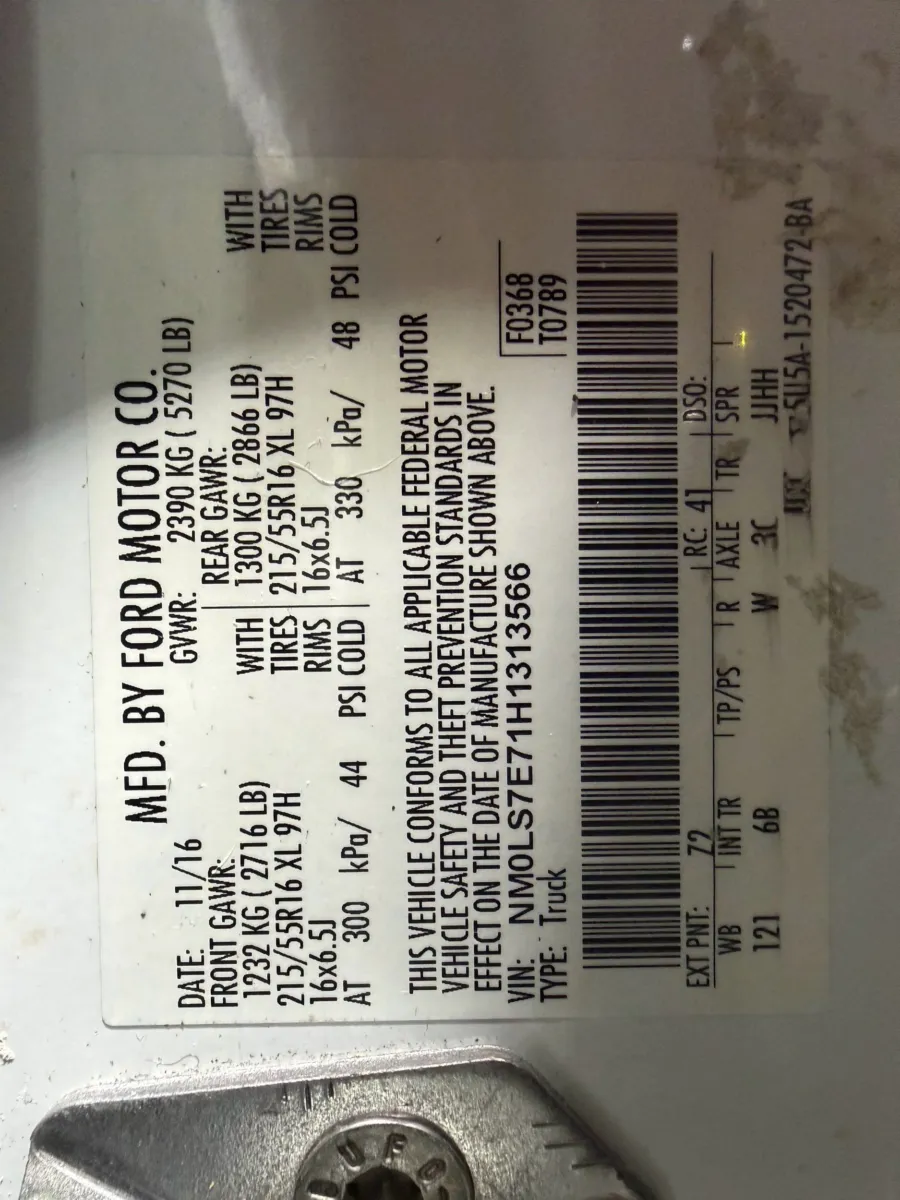 MFD. BY FORD MOTOR CO.
DATE: 11/16 GVWR: 2390 KG ( 5270 LB)
FRONT GAWR: REAR GAWR:
1232 KG ( 2716 LB) WITH 1300 KG ( 2866 LB) WITH
215/55R16 XL 97H TIRES 215/55R16 XL 97H TIRES
16x6.5J RIMS 16x6.5J RIMS
AT 300 kPa/ 44 PSI COLD AT 330 kPa/ 48 PSI COLD
THIS VEHICLE CONFORMS TO ALL APPLICABLE FEDERAL MOTOR
VEHICLE SAFETY AND THEFT PREVENTION STANDARDS IN
EFFECT ON THE DATE OF MANUFACTURE SHOWN ABOVE.
VIN: NM0LS7E71H1313566 F0368
TYPE: Truck T0789
EXT PNT: Z2 RC: 41 DSO:
WB INT TR TP/PS R AXLE TR SPR
121 6B W 3C JJHH
5U5A-1520472-BA
UFO